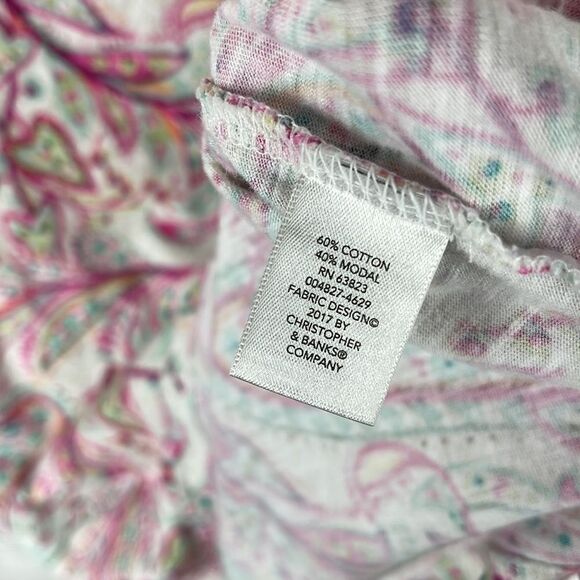 60% COTTON
40% MODAL
RN 63823
004827-4629
FABRIC DESIGN©
2017 BY
CHRISTOPHER
& BANKS®
COMPANY